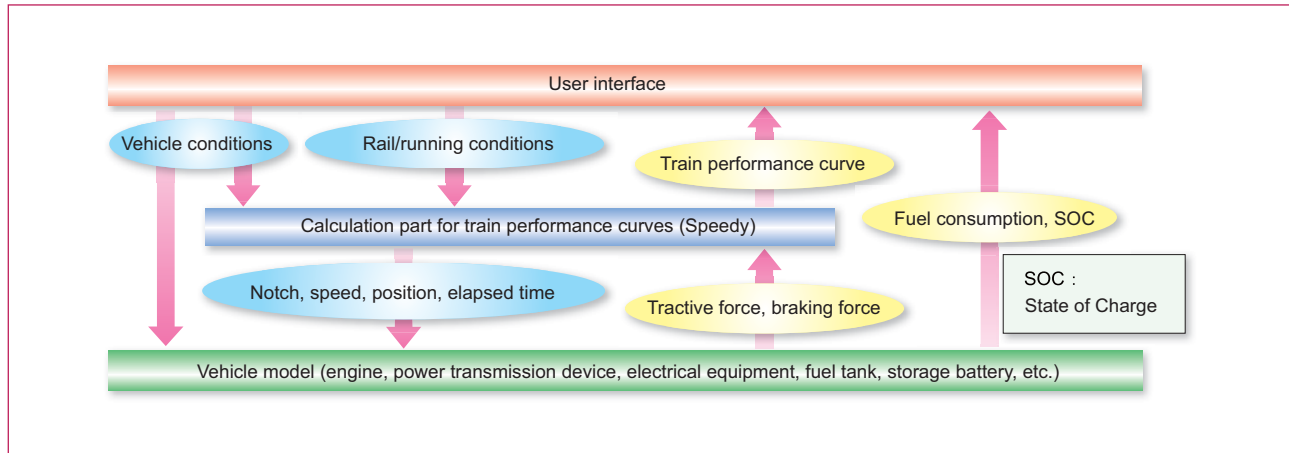 User interface
Vehicle conditions
Rail/running conditions
Train performance curve
Fuel consumption, SOC
Calculation part for train performance curves (Speedy)
Notch, speed, position, elapsed time
Tractive force, braking force
SOC :
State of Charge
Vehicle model (engine, power transmission device, electrical equipment, fuel tank, storage battery, etc.)